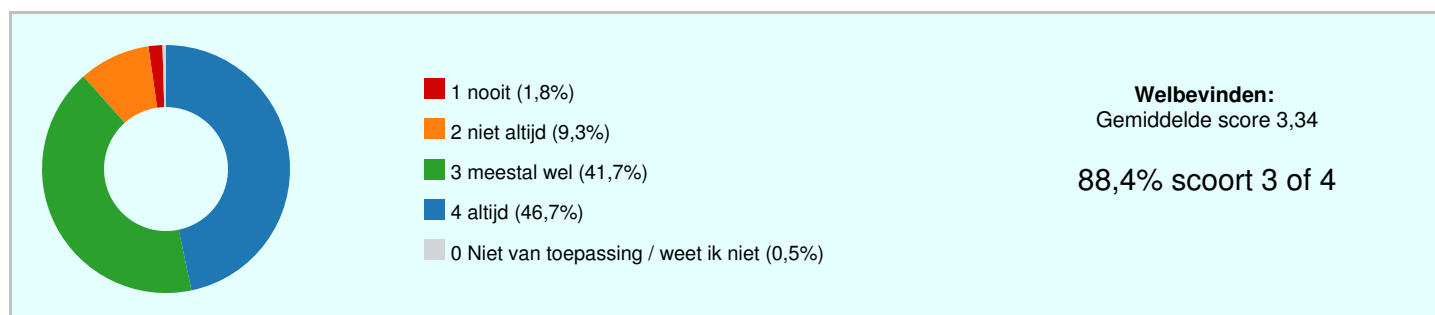 1 nooit (1,8%)
2 niet altijd (9,3%)
3 meestal wel (41,7%)
4 altijd (46,7%)
0 Niet van toepassing / weet ik niet (0,5%)
Welbevinden:
Gemiddelde score 3,34
88,4% scoort 3 of 4